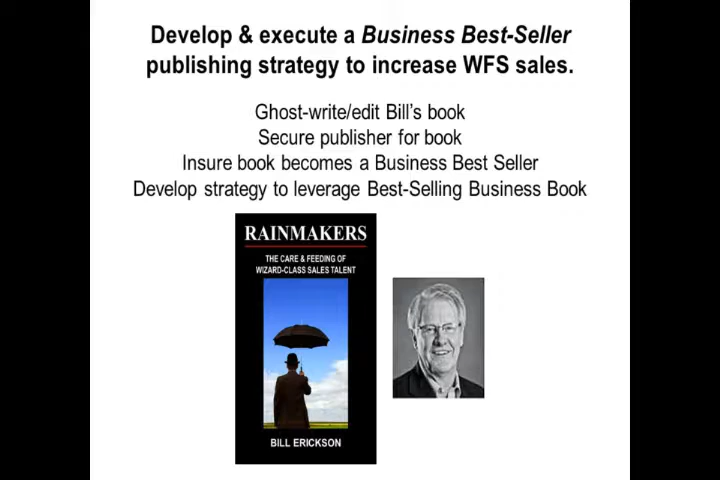 Develop & execute a Business Best-Seller
publishing strategy to increase WFS sales.
Ghost-write/edit Bill's book
Secure publisher for book
Insure book becomes a Business Best Seller
Develop strategy to leverage Best-Selling Business Book
RAINMAKERS
THE CARE & FEEDING OF
WIZARD-CLASS SALES TALENT
BILL ERICKSON